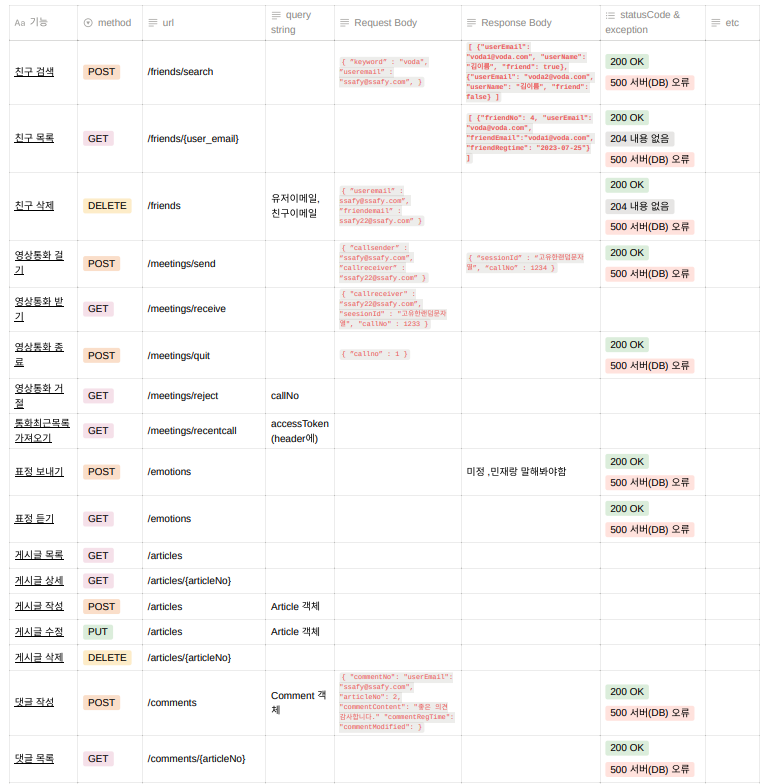 Aa 기능 method url query string Request Body Response Body statusCode & exception etc
친구 검색 POST /friends/search
{ "keyword" : "voda",
"useremail" :
"ssafy@ssafy.com", }
[ {"userEmail":
"voda1@voda.com", "userName":
"김이름", "friend": true},
{"userEmail": "voda2@voda.com",
"userName": "김이름", "friend":
false} ]
200 OK
500 서버(DB) 오류
친구 목록 GET /friends/{user_email}
[ {"friendNo": 4, "userEmail":
"voda@voda.com",
"friendEmail":"voda1@voda.com",
"friendRegtime": "2023-07-25"}
]
200 OK
204 내용 없음
500 서버(DB) 오류
친구 삭제 DELETE /friends
유저이메일,
친구이메일
{ "useremail" :
ssafy@ssafy.com",
"friendemail" :
ssafy22@ssafy.com" }
200 OK
204 내용 없음
500 서버(DB) 오류
영상통화 걸
기
POST /meetings/send
{ "callsender" :
"ssafy@ssafy.com",
"callreceiver" :
"ssafy22@ssafy.com" }
{ "sessionId" : "고유한랜덤문자
열", "callNo" : 1234 }
200 OK
500 서버(DB) 오류
영상통화 받
기
GET /meetings/receive
{ "callreceiver" :
"ssafy22@ssafy.com",
"seesionId" : "고유한랜덤문자
열", "callNo" : 1233 }
영상통화 종
료
POST /meetings/quit
{ "callno" : 1 }
200 OK
500 서버(DB) 오류
영상통화 거
절
GET /meetings/reject callNo
통화최근목록
가져오기
GET /meetings/recentcall
accessToken
(header에)
표정 보내기 POST /emotions 미정 ,민재랑 말해봐야함
200 OK
500 서버(DB) 오류
표정 듣기 GET /emotions
200 OK
500 서버(DB) 오류
게시글 목록 GET /articles
게시글 상세 GET /articles/{articleNo}
게시글 작성 POST /articles Article 객체
게시글 수정 PUT /articles Article 객체
게시글 삭제 DELETE /articles/{articleNo}
댓글 작성 POST /comments
Comment 객
체
{ "commentNo": "userEmail":
"ssafy@ssafy.com",
"articleNo": 2,
"commentContent": "좋은 의견
감사합니다." "commentRegTime":
"commentModified": }
200 OK
500 서버(DB) 오류
댓글 목록 GET /comments/{articleNo}
200 OK
500 서버(DB) 오류